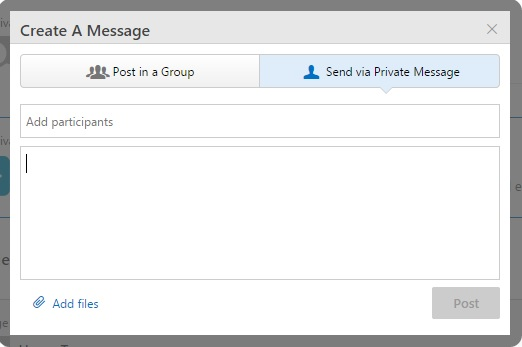 Create A Message
Post in a Group
Send via Private Message
Add participants
Add files
Post